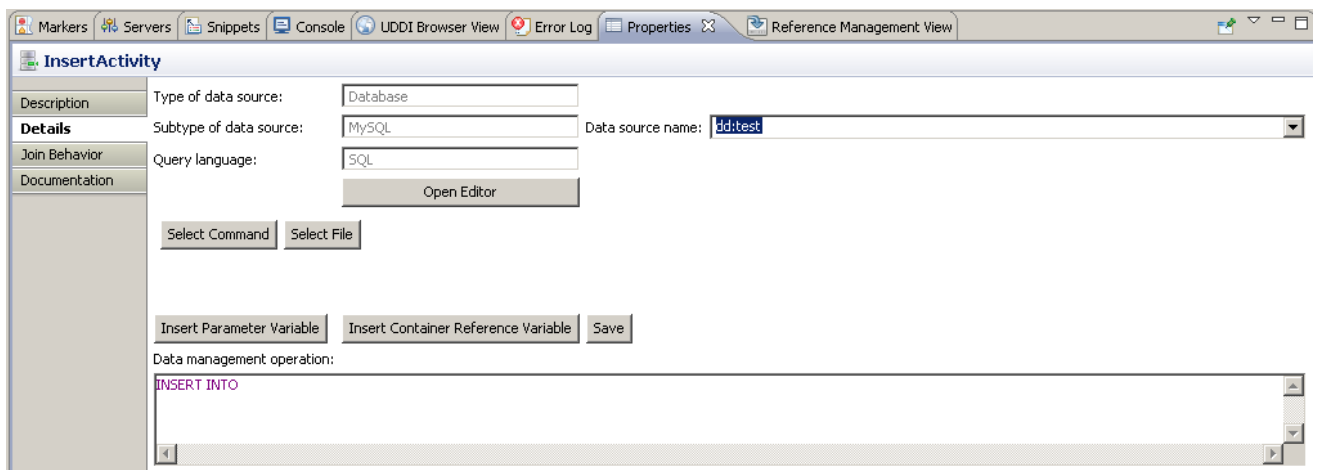 Markers Servers Snippets Console UDDI Browser View Error Log Properties Reference Management View
InsertActivity
Description
Details
Join Behavior
Documentation
Type of data source: Database
Subtype of data source: MySQL Data source name: dd:test
Query language: SQL
Open Editor
Select Command Select File
Insert Parameter Variable Insert Container Reference Variable Save
Data management operation:
INSERT INTO